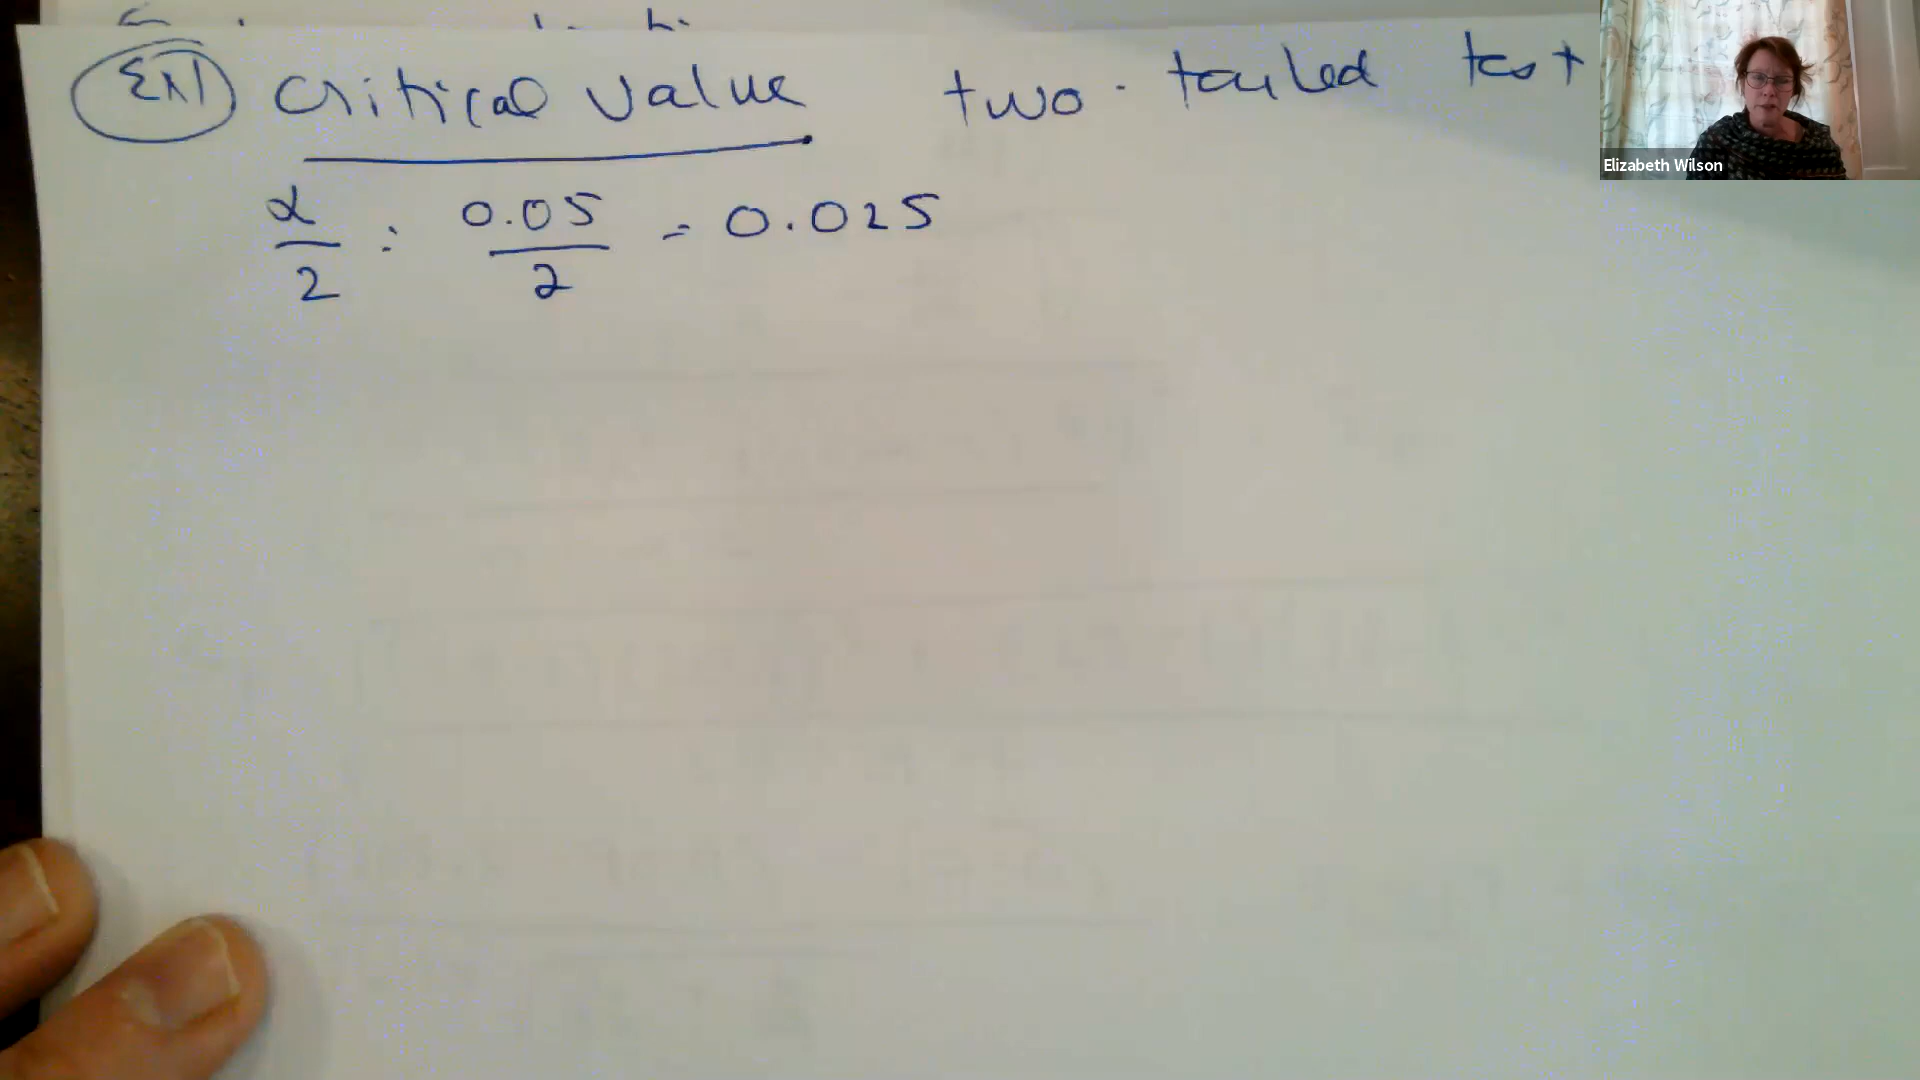 Ex1 Critical Value two-tailed test
α/2 : 0.05/2 = 0.025
Elizabeth Wilson